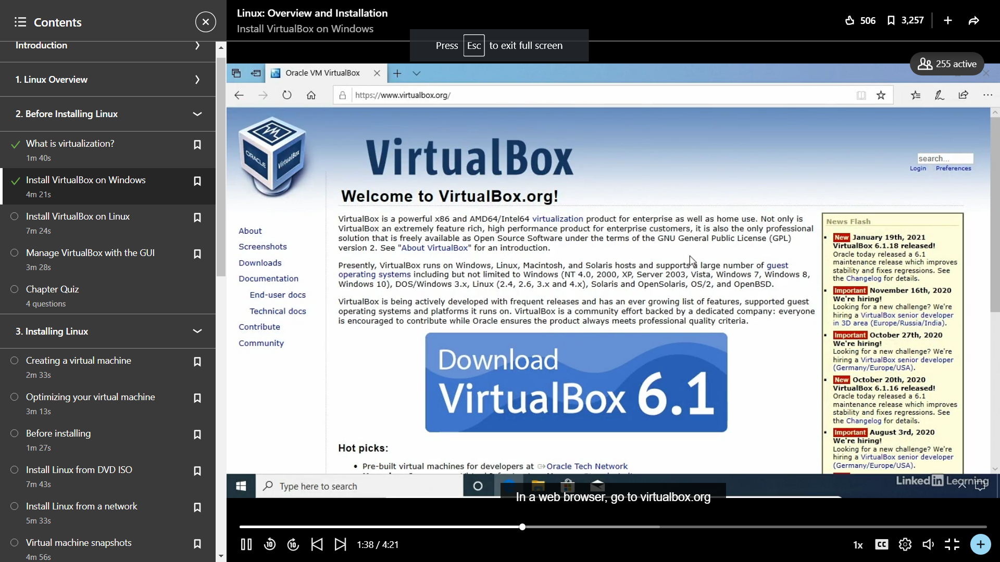 Contents
Introduction
1. Linux Overview
2. Before Installing Linux
What is virtualization?
1m 40s
Install VirtualBox on Windows
4m 21s
Install VirtualBox on Linux
7m 24s
Manage VirtualBox with the GUI
3m 28s
Chapter Quiz
4 questions
3. Installing Linux
Creating a virtual machine
2m 33s
Optimizing your virtual machine
3m 13s
Before installing
1m 27s
Install Linux from DVD ISO
7m 43s
Install Linux from a network
5m 33s
Virtual machine snapshots
4m 56s
Linux: Overview and Installation
Install VirtualBox on Windows
506
3,257
Press Esc to exit full screen
255 active
Oracle VM VirtualBox
https://www.virtualbox.org/
ORACLE
VirtualBox
VirtualBox
search...
Login Preferences
Welcome to VirtualBox.org!
About
Screenshots
Downloads
Documentation
End-user docs
Technical docs
Contribute
Community
VirtualBox is a powerful x86 and AMD64/Intel64 virtualization product for enterprise as well as home use. Not only is
VirtualBox an extremely feature rich, high performance product for enterprise customers, it is also the only professional
solution that is freely available as Open Source Software under the terms of the GNU General Public License (GPL)
version 2. See "About VirtualBox" for an introduction.
Presently, VirtualBox runs on Windows, Linux, Macintosh, and Solaris hosts and supports a large number of guest
operating systems including but not limited to Windows (NT 4.0, 2000, XP, Server 2003, Vista, Windows 7, Windows 8,
Windows 10), DOS/Windows 3.x, Linux (2.4, 2.6, 3.x and 4.x), Solaris and OpenSolaris, OS/2, and OpenBSD.
VirtualBox is being actively developed with frequent releases and has an ever growing list of features, supported guest
operating systems and platforms it runs on. VirtualBox is a community effort backed by a dedicated company: everyone
is encouraged to contribute while Oracle ensures the product always meets professional quality criteria.
Download
VirtualBox 6.1
Hot picks:
• Pre-built virtual machines for developers at Oracle Tech Network
News Flash
New January 19th, 2021
VirtualBox 6.1.18 released!
Oracle today released a 6.1
maintenance release which improves
stability and fixes regressions. See
the Changelog for details.
Important November 16th, 2020
We're hiring!
Looking for a new challenge? We're
hiring a VirtualBox senior developer
in 3D area (Europe/Russia/India).
Important October 27th, 2020
We're hiring!
Looking for a new challenge? We're
hiring a VirtualBox senior developer
(Germany/Europe/USA).
New October 20th, 2020
VirtualBox 6.1.16 released!
Oracle today released a 6.1
maintenance release which improves
stability and fixes regressions. See
the Changelog for details.
Important August 3rd, 2020
We're hiring!
Looking for a new challenge? We're
hiring a VirtualBox senior developer
(Germany/Europe/USA).
Type here to search
LinkedIn Learning
In a web browser, go to virtualbox.org
1:38 / 4:21
1x
CC